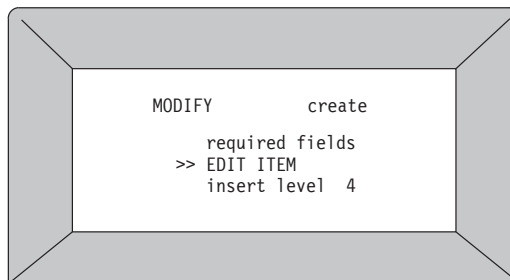 MODIFY create
required fields
>> EDIT ITEM
insert level 4